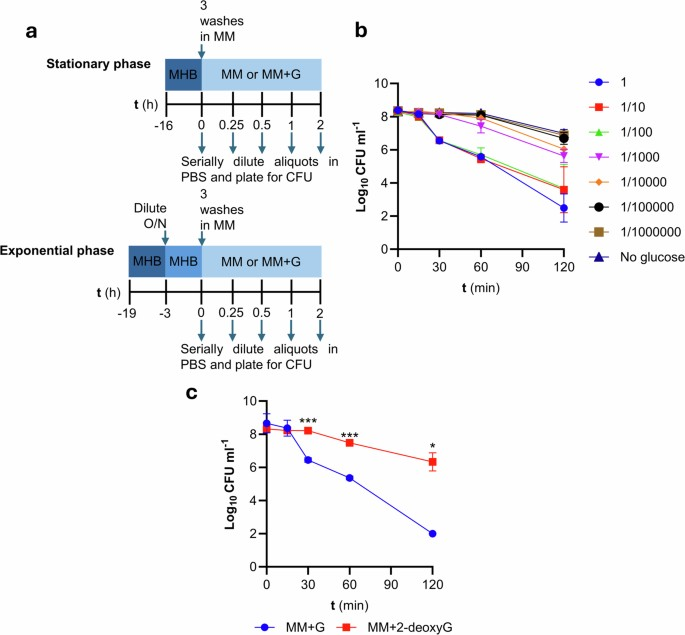 a
3
washes
in MM
Stationary phase
MHB
MM or MM+G
t (h)
-16
0
0.25
0.5
1
2
Serially dilute aliquots in
PBS and plate for CFU
Dilute
O/N
3
washes
in MM
Exponential phase
MHB
MHB
MM or MM+G
t (h)
-19
-3
0
0.25
0.5
1
2
Serially dilute aliquots in
PBS and plate for CFU
b
Log10 CFU ml-1
10
8
6
4
2
0
0
30
60
90
120
t (min)
1
1/10
1/100
1/1000
1/10000
1/100000
1/1000000
No glucose
c
Log10 CFU ml-1
10
8
6
4
2
0
***
***
*
0
30
60
90
120
t (min)
MM+G
MM+2-deoxyG